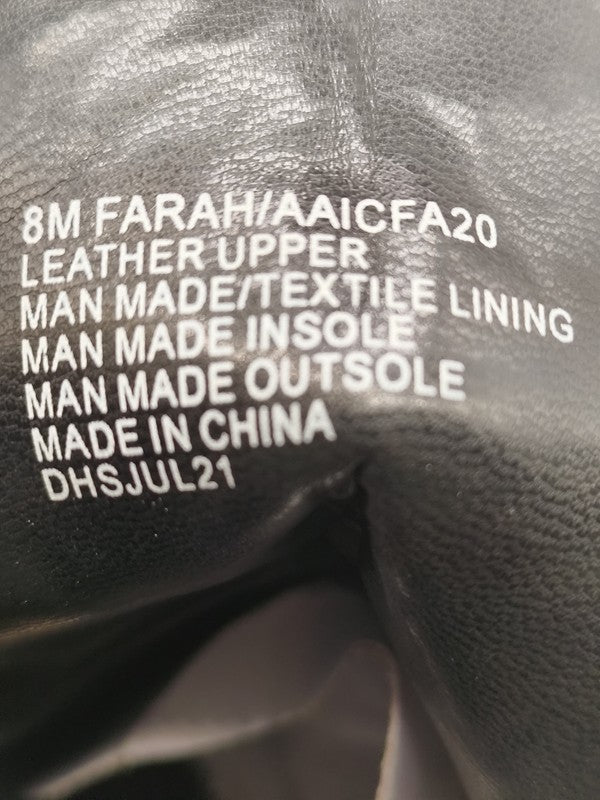 8M FARAH/AAICFA20
LEATHER UPPER
MAN MADE/TEXTILE LINING
MAN MADE INSOLE
MAN MADE OUTSOLE
MADE IN CHINA
DHSJUL21